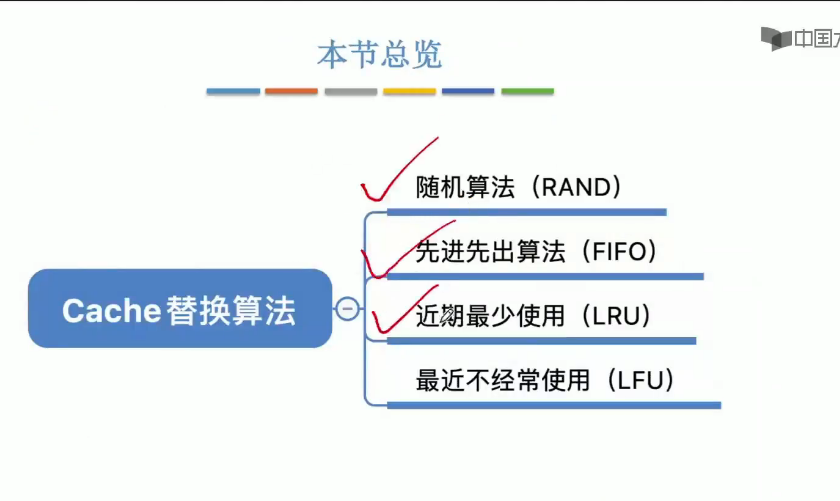 本节总览
中国
随机算法（RAND）
先进先出算法（FIFO）
Cache替换算法
近期最少使用（LRU）
最近不经常使用（LFU）